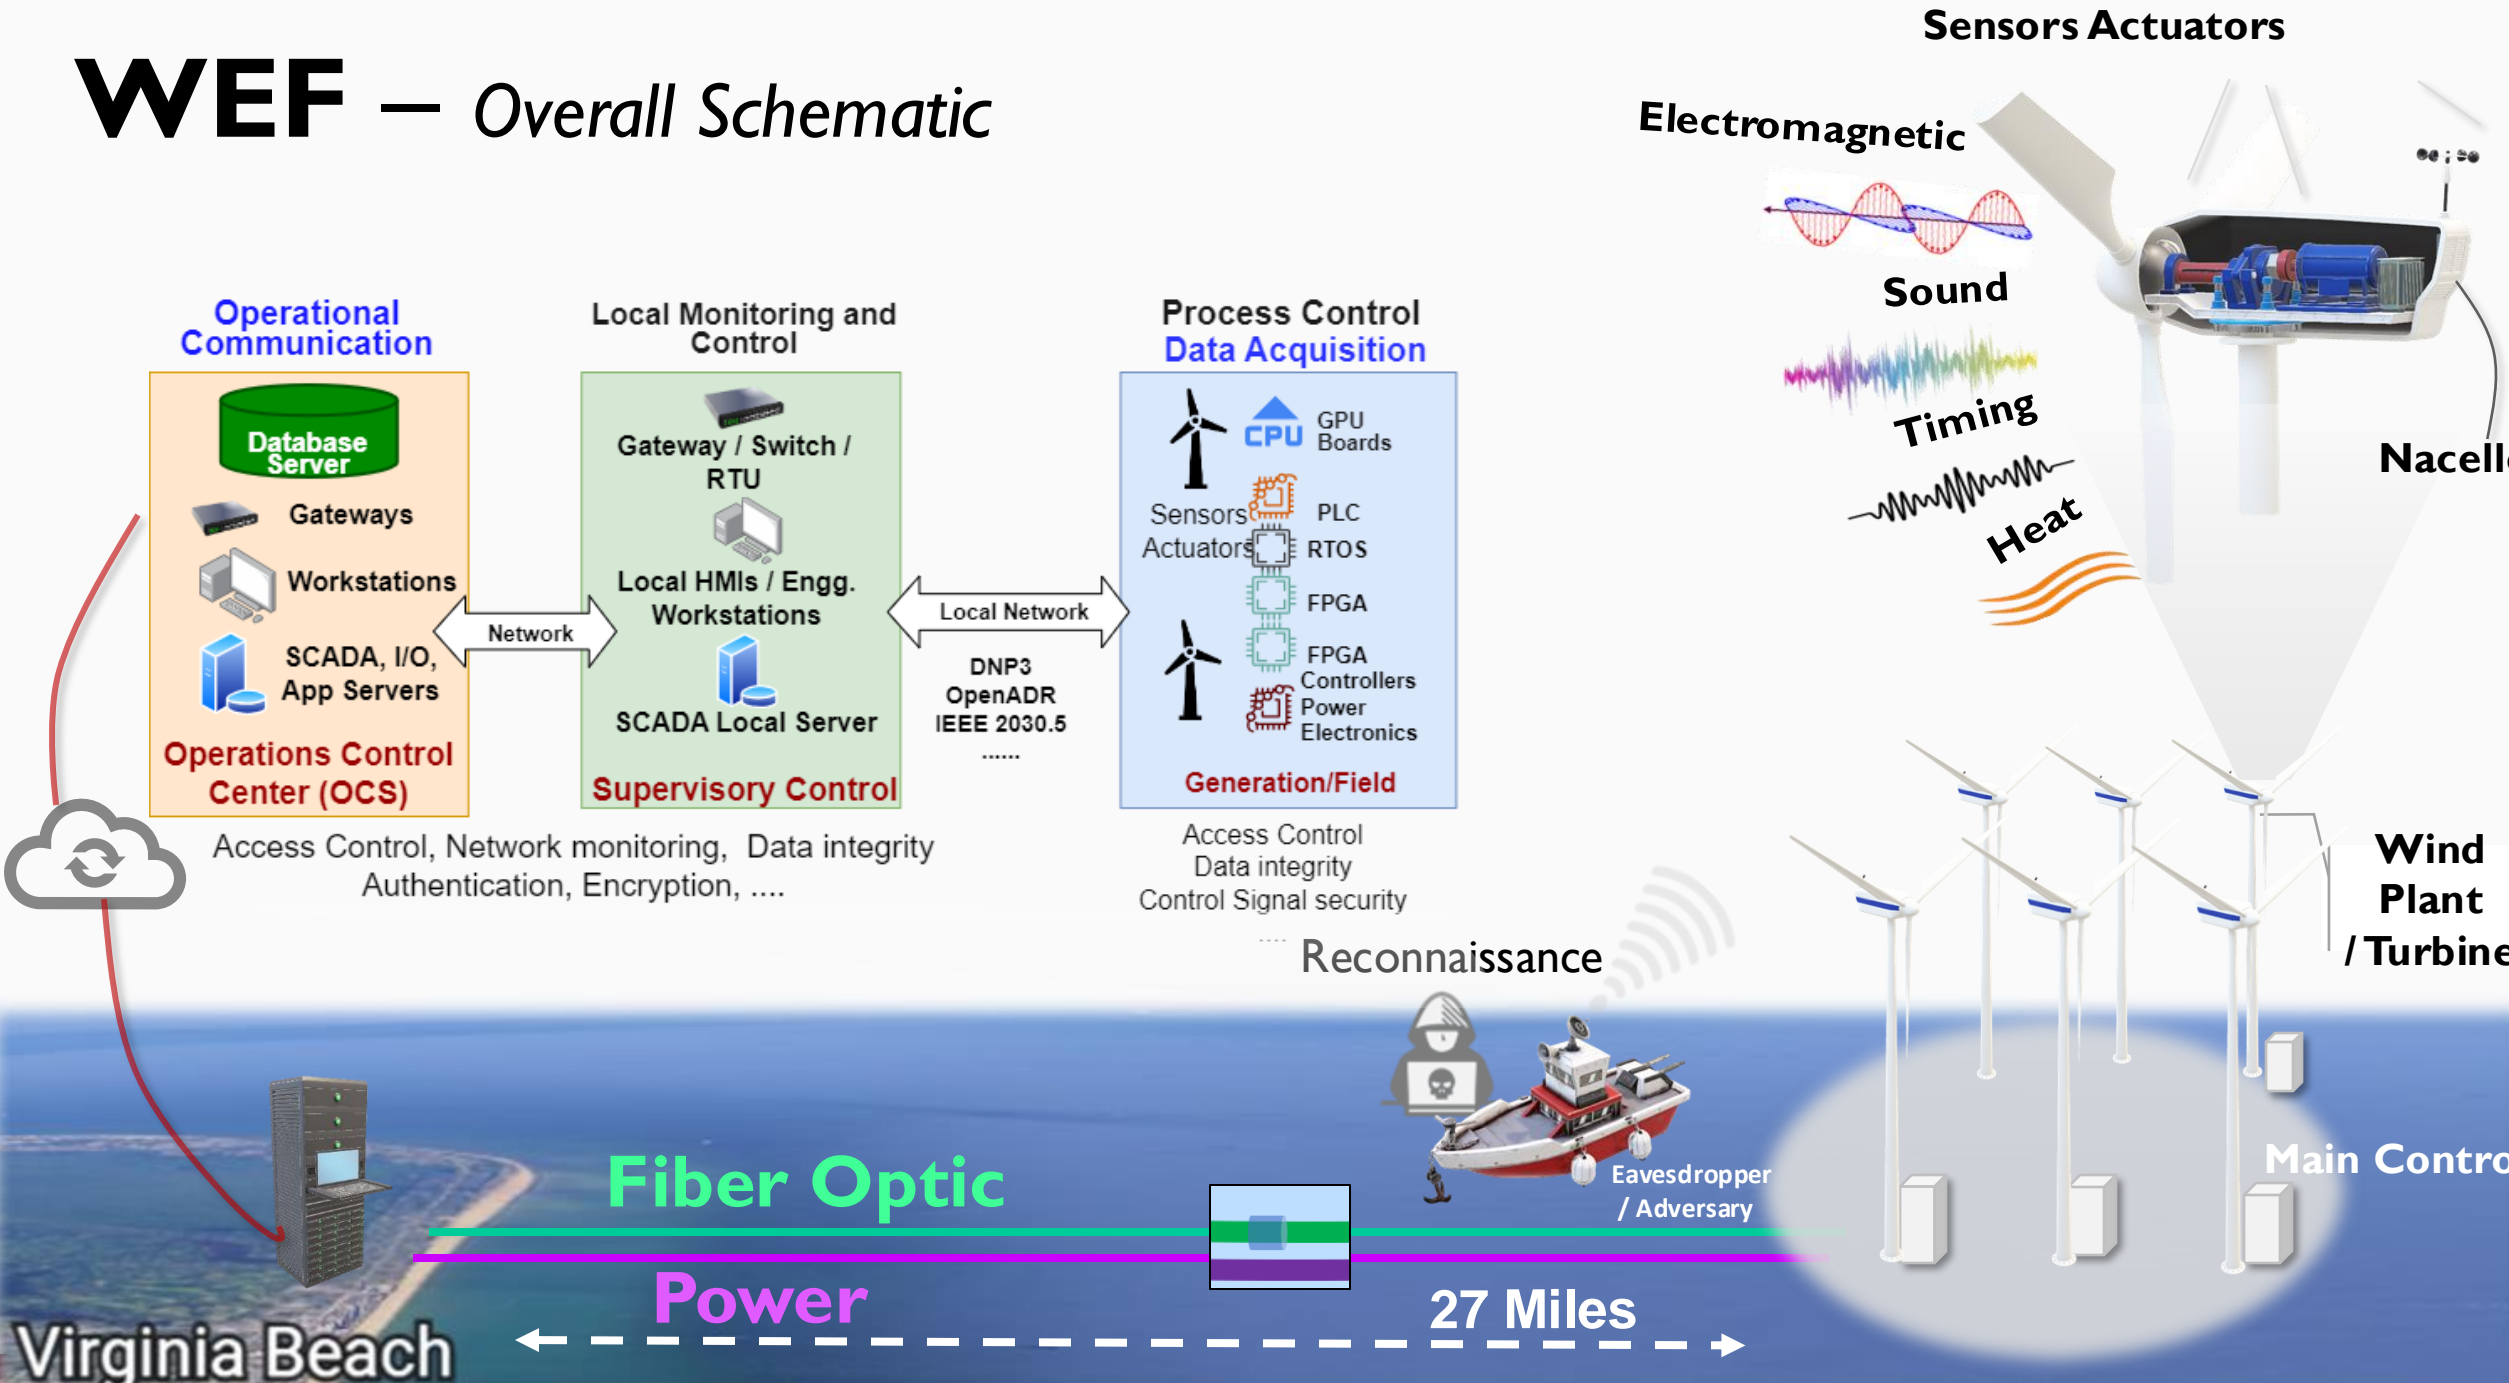 WEF – Overall Schematic
Sensors Actuators
Electromagnetic
Sound
Timing
Heat
Nacelle
Operational
Communication
Database
Server
Gateways
Workstations
SCADA, I/O,
App Servers
Operations Control
Center (OCS)
Network
Local Monitoring and
Control
Gateway / Switch /
RTU
Local HMIs / Engg.
Workstations
SCADA Local Server
Supervisory Control
Access Control, Network monitoring, Data integrity
Authentication, Encryption, ....
Local Network
DNP3
OpenADR
IEEE 2030.5
......
Process Control
Data Acquisition
CPU
GPU
Boards
Sensors
Actuators
PLC
RTOS
FPGA
FPGA
Controllers
Power
Electronics
Generation/Field
Access Control
Data integrity
Control Signal security
....
Reconnaissance
Eavesdropper
/ Adversary
Wind
Plant
/ Turbine
Main Contro
Fiber Optic
Power
27 Miles
Virginia Beach